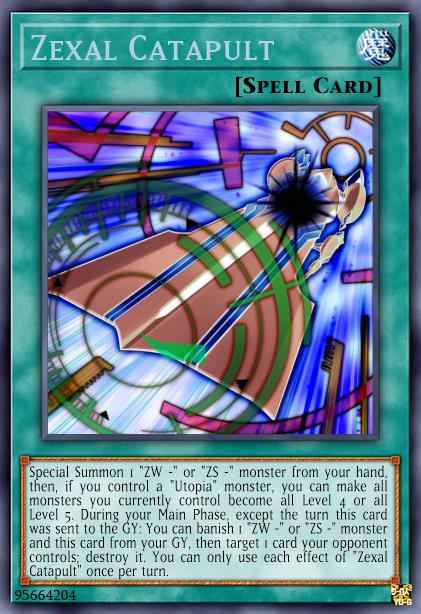 Zexal Catapult
魔
[Spell Card]
Special Summon 1 "ZW -" or "ZS -" monster from your hand,
then, if you control a "Utopia" monster, you can make all
monsters you currently control become all Level 4 or all
Level 5. During your Main Phase, except the turn this card
was sent to the GY: You can banish 1 "ZW -" or "ZS -" monster
and this card from your GY, then target 1 card your opponent
controls; destroy it. You can only use each effect of "Zexal
Catapult" once per turn.
95664204